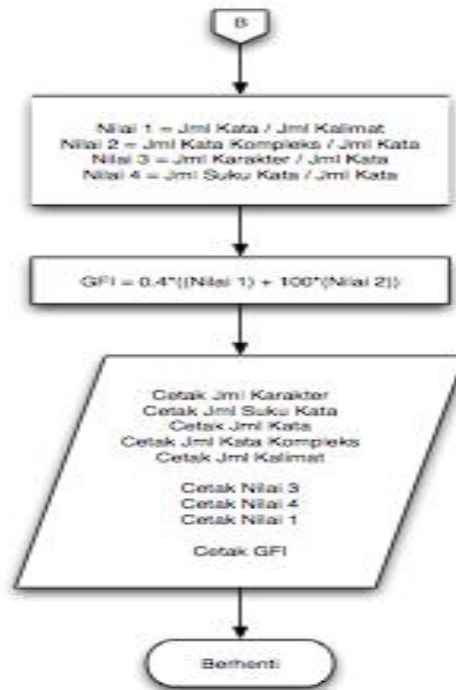 B
Nilai 1 = Jml Kata / Jml Kalimat
Nilai 2 = Jml Kata Kompleks / Jml Kata
Nilai 3 = Jml Karakter / Jml Kata
Nilai 4 = Jml Suku Kata / Jml Kata
GFI = 0.4*((Nilai 1) + 100*(Nilai 2))
Cetak Jml Karakter
Cetak Jml Suku Kata
Cetak Jml Kata
Cetak Jml Kata Kompleks
Cetak Jml Kalimat
Cetak Nilai 3
Cetak Nilai 4
Cetak Nilai 1
Cetak GFI
Berhenti